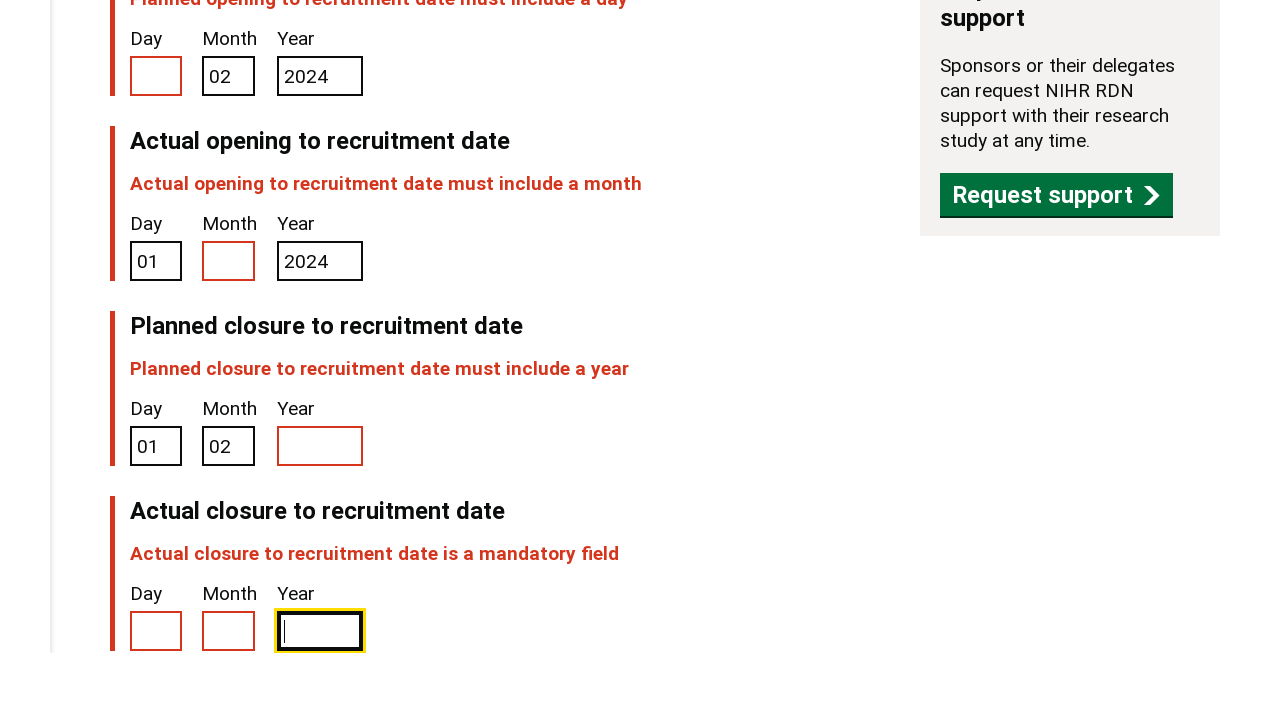 Planned opening to recruitment date must include a day
Day Month Year
02 2024
Actual opening to recruitment date
Actual opening to recruitment date must include a month
Day Month Year
01 2024
Planned closure to recruitment date
Planned closure to recruitment date must include a year
Day Month Year
01 02
Actual closure to recruitment date
Actual closure to recruitment date is a mandatory field
Day Month Year
support
Sponsors or their delegates
can request NIHR RDN
support with their research
study at any time.
Request support